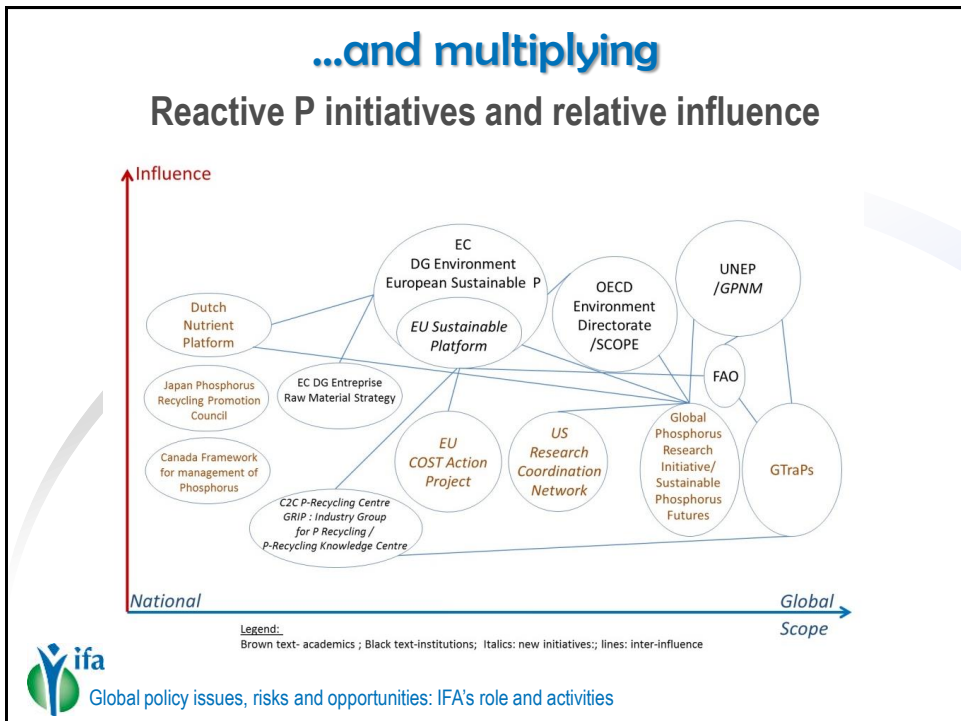 ...and multiplying
Reactive P initiatives and relative influence
Influence
EC
DG Environment
European Sustainable P
EU Sustainable
Platform
OECD
Environment
Directorate
/SCOPE
UNEP
/GPNM
Dutch
Nutrient
Platform
FAO
Japan Phosphorus
Recycling Promotion
Council
EC DG Entreprise
Raw Material Strategy
Canada Framework
for management of
Phosphorus
EU
COST Action
Project
US
Research
Coordination
Network
Global
Phosphorus
Research
Initiative/
Sustainable
Phosphorus
Futures
GTraPs
C2C P-Recycling Centre
GRIP : Industry Group
for P Recycling /
P-Recycling Knowledge Centre
National
Global
Scope
Legend:
Brown text- academics ; Black text-institutions; Italics: new initiatives:; lines: inter-influence
ifa
Global policy issues, risks and opportunities: IFA's role and activities